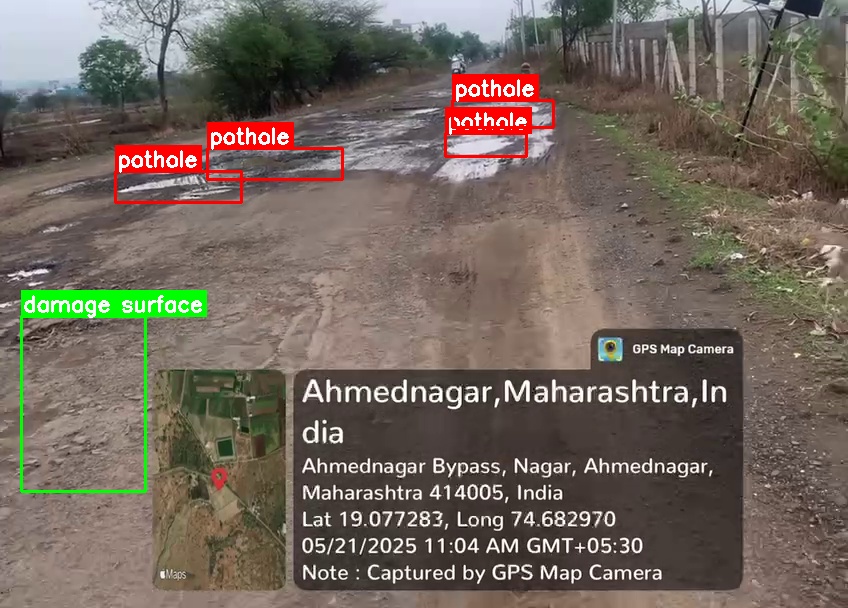 pothole
pothole
pothole
pothole
damage surface
GPS Map Camera
Ahmednagar,Maharashtra,In
dia
Ahmednagar Bypass, Nagar, Ahmednagar,
Maharashtra 414005, India
Lat 19.077283, Long 74.682970
05/21/2025 11:04 AM GMT+05:30
Note : Captured by GPS Map Camera
Maps